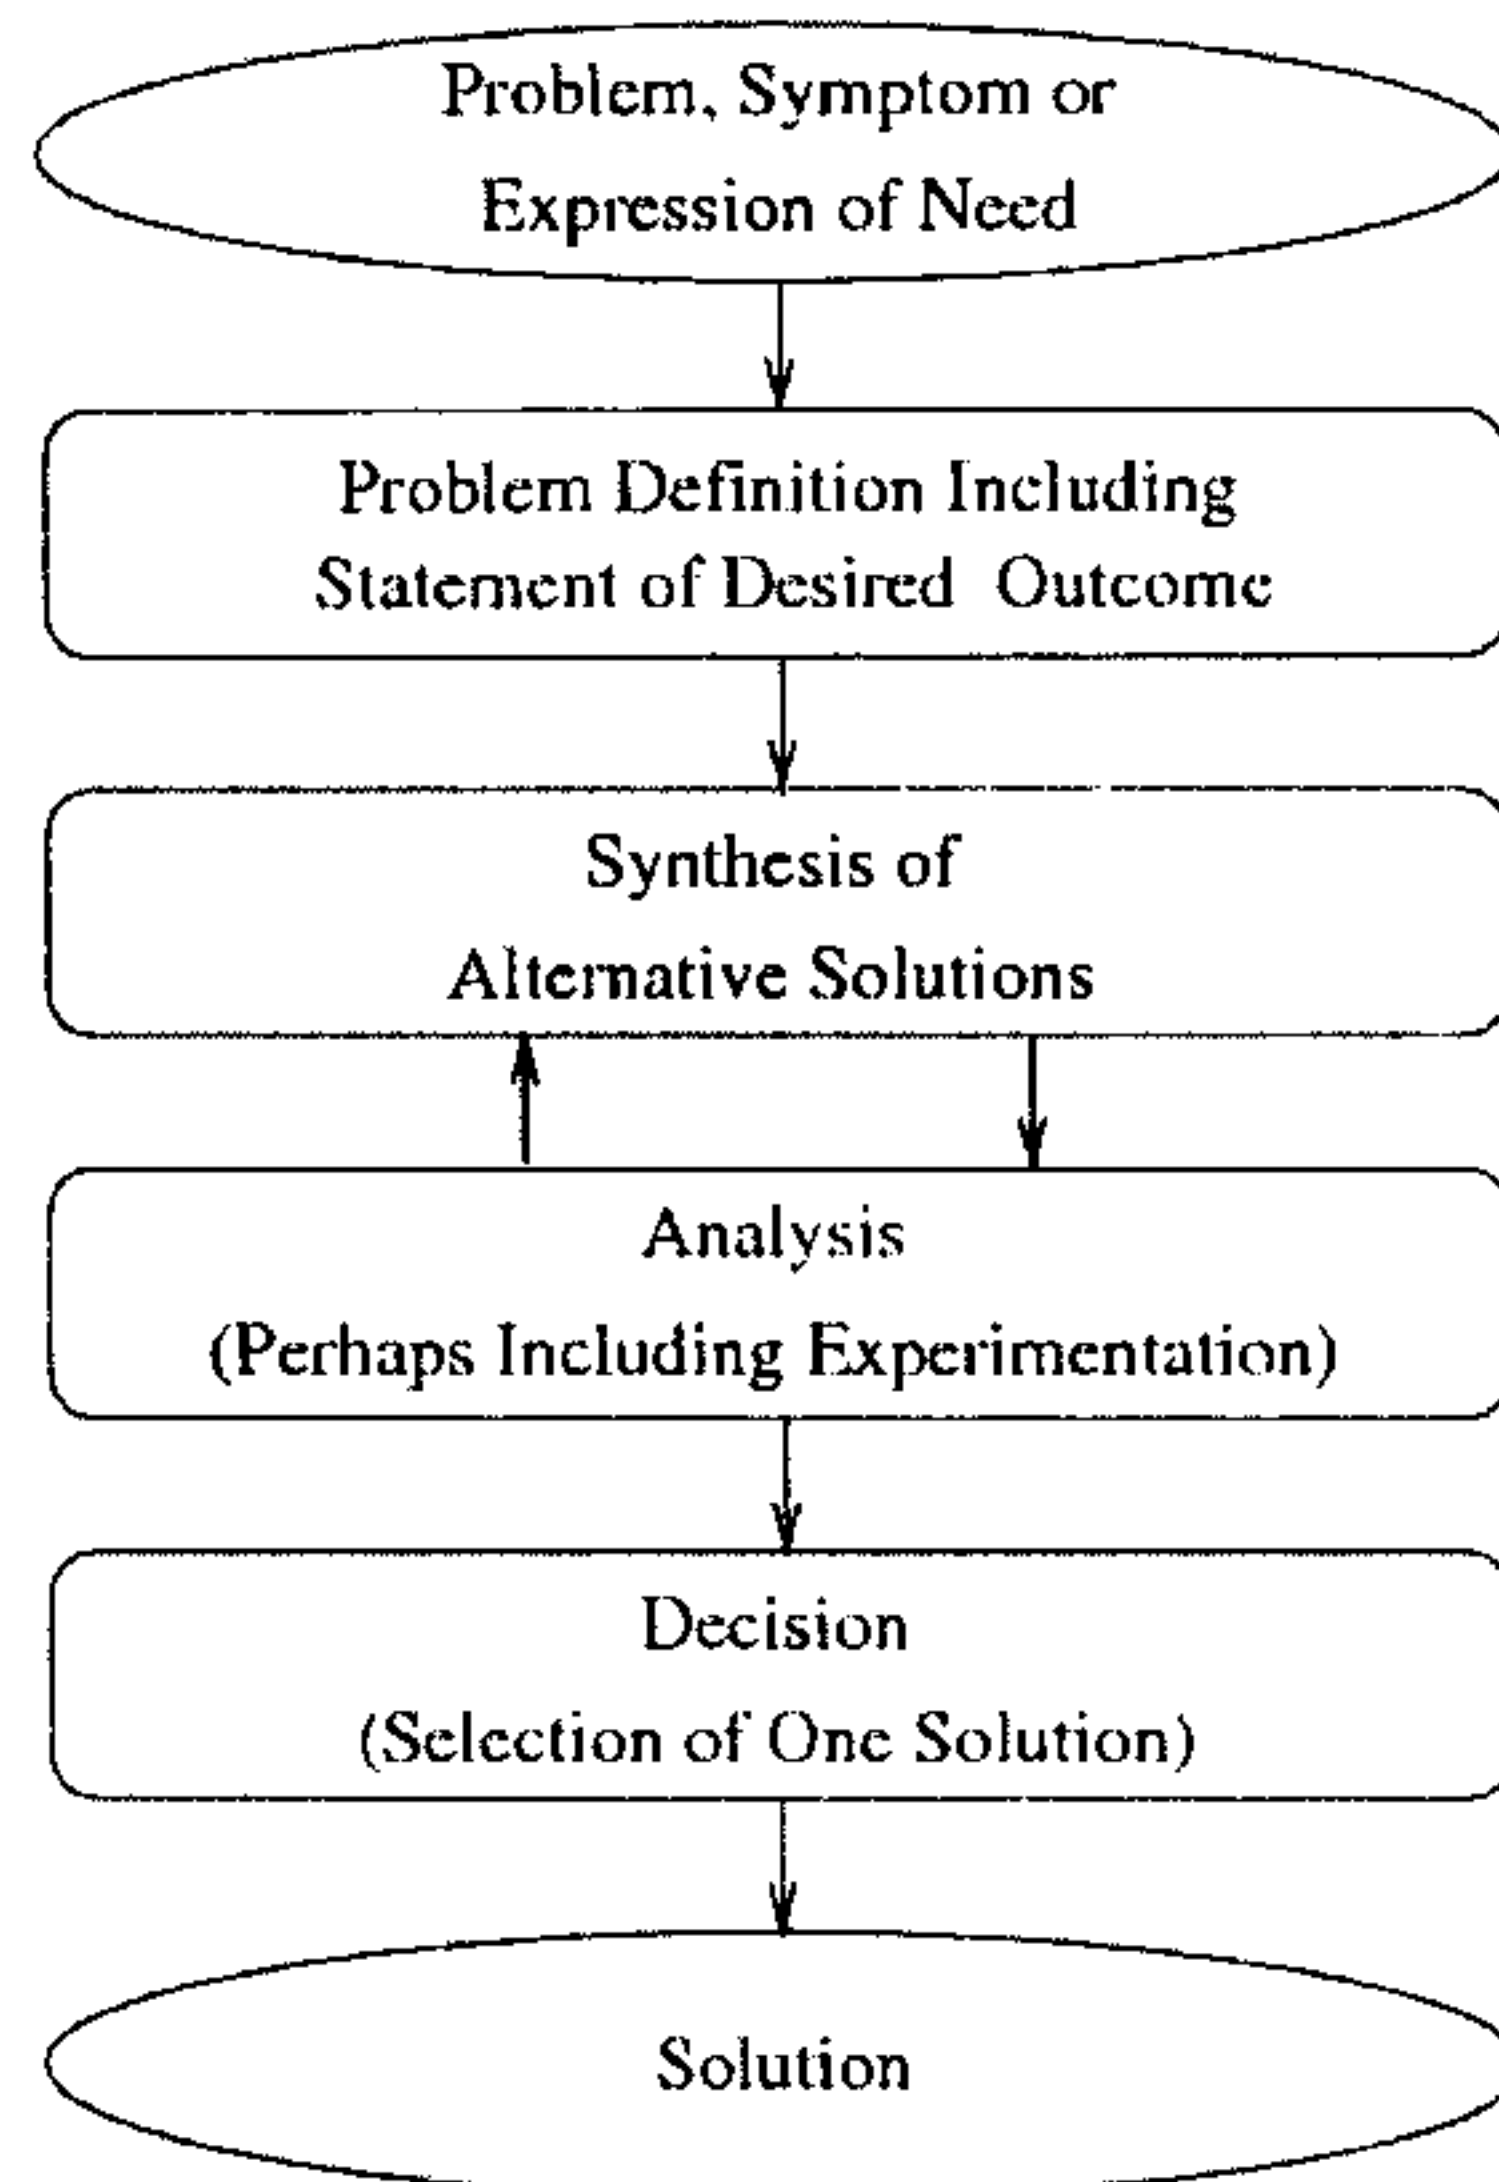 Problem, Symptom or
Expression of Need
Problem Definition Including
Statement of Desired Outcome
Synthesis of
Alternative Solutions
Analysis
(Perhaps Including Experimentation)
Decision
(Selection of One Solution)
Solution